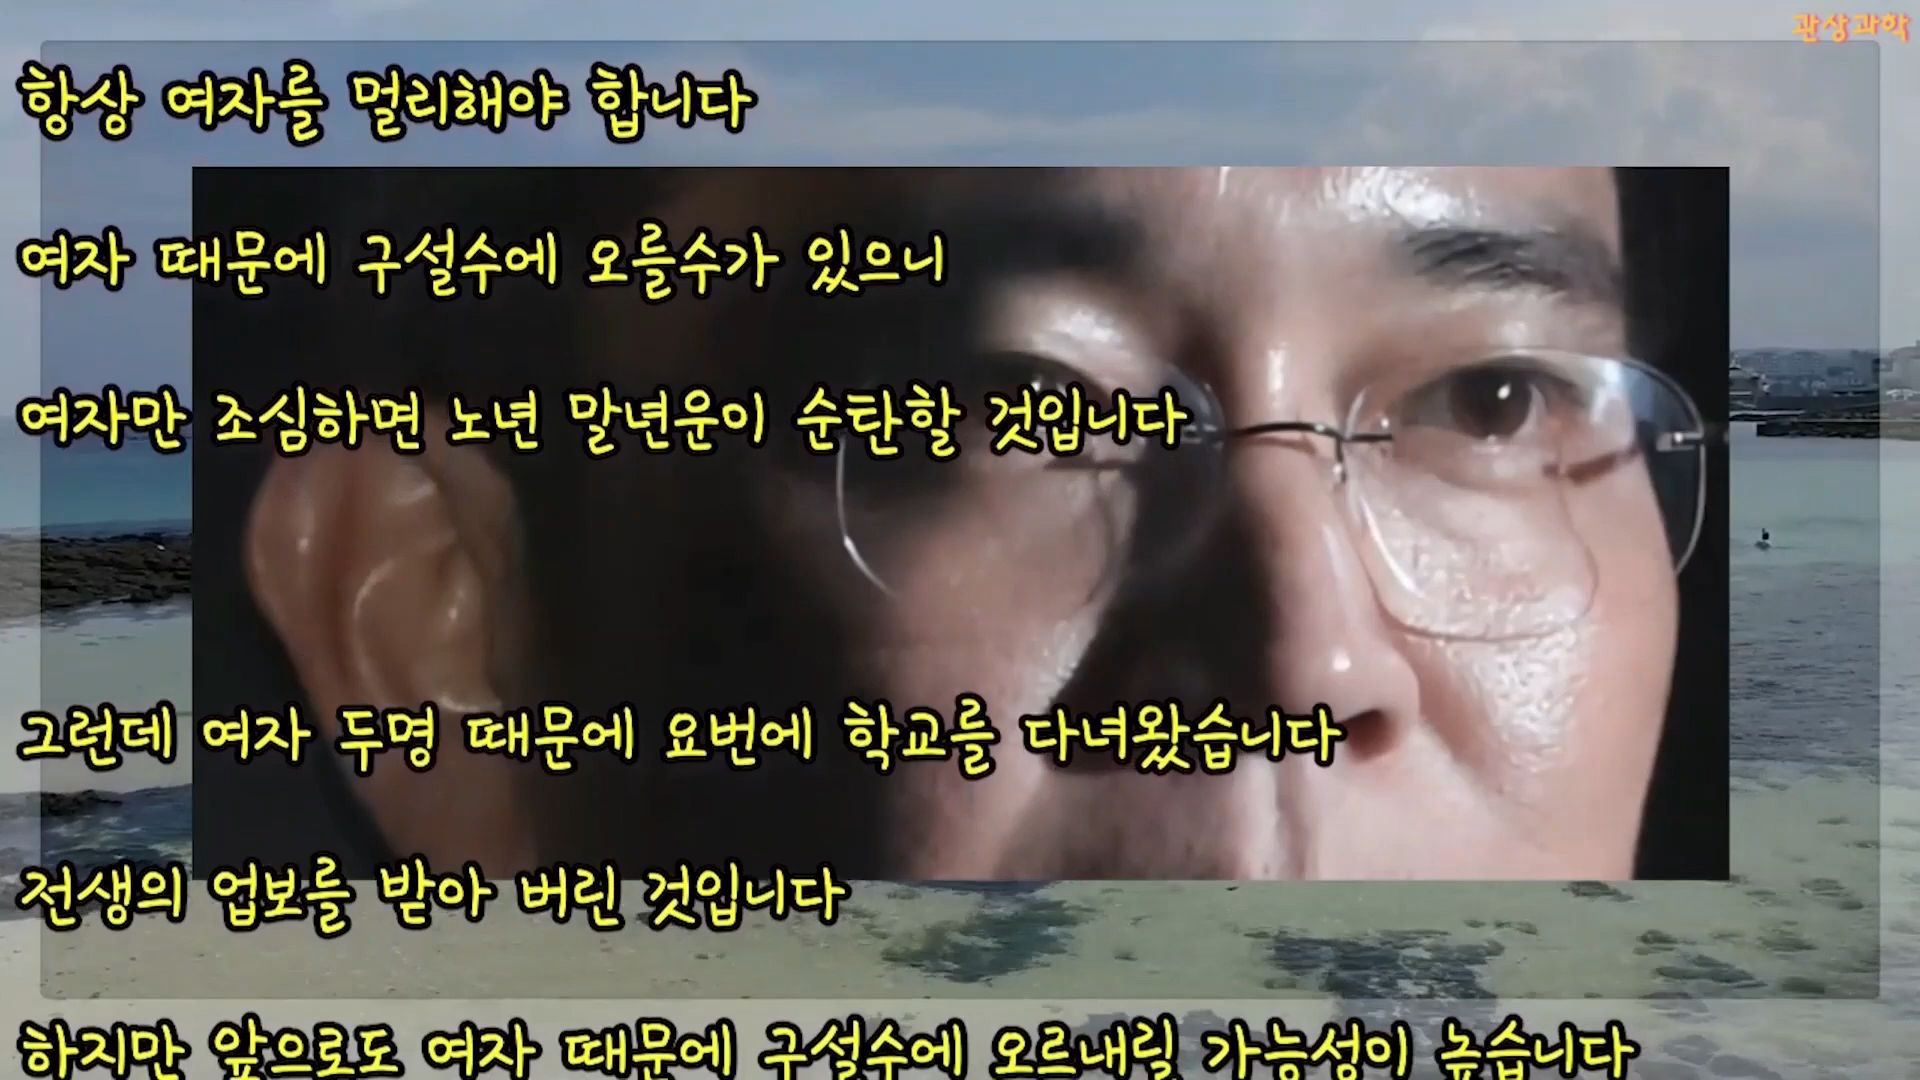 관상과학
항상 여자를 멀리해야 합니다
여자 때문에 구설수에 오를수가 있으니
여자만 조심하면 노년 말년운이 순탄할 것입니다
그런데 여자 두명 때문에 요번에 학교를 다녀왔습니다
전생의 업보를 받아 버린 것입니다
하지만 앞으로도 여자 때문에 구설수에 오르내릴 가능성이 높습니다